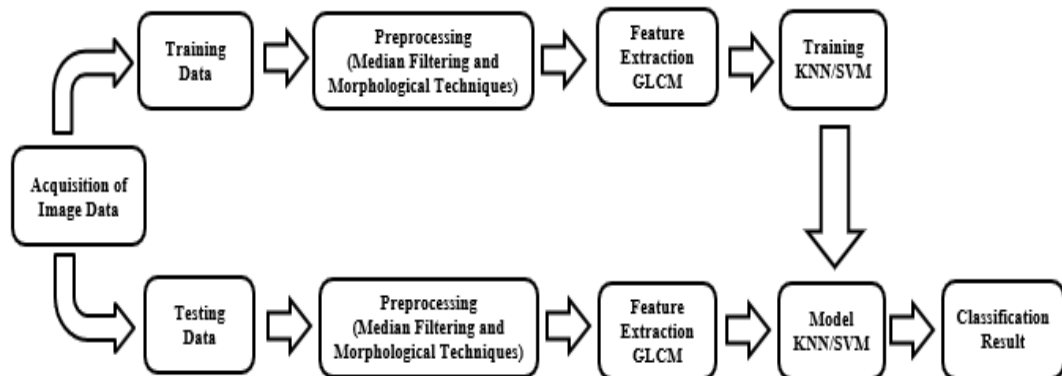 Training
Data
Preprocessing
(Median Filtering and
Morphological Techniques)
Feature
Extraction
GLCM
Training
KNN/SVM
Acquisition of
Image Data
Testing
Data
Preprocessing
(Median Filtering and
Morphological Techniques)
Feature
Extraction
GLCM
Model
KNN/SVM
Classification
Result